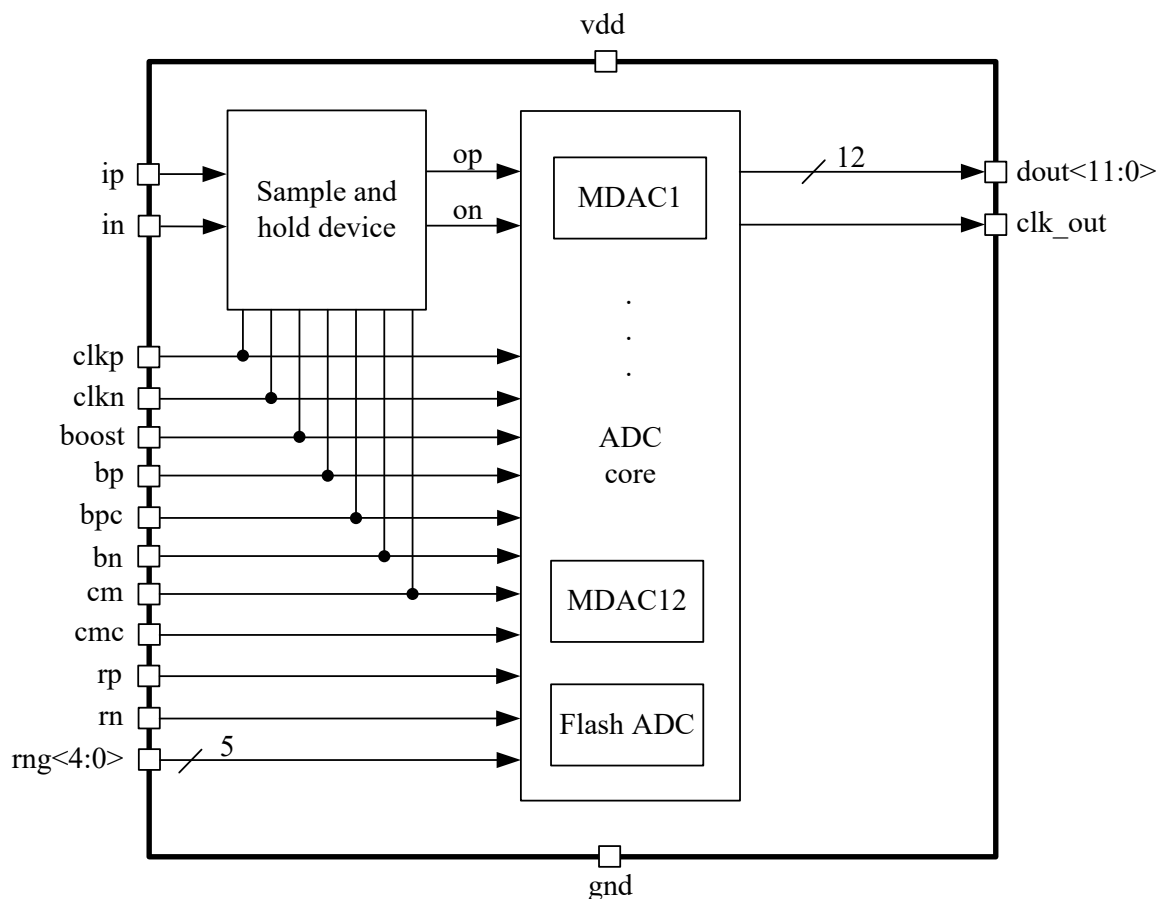 vdd
ip
in
Sample and
hold device
op
on
MDAC1
12
dout<11:0>
clk_out
.
.
.
clkp
clkn
boost
bp
bpc
bn
cm
cmc
rp
rn
rng<4:0>
5
ADC
core
MDAC12
Flash ADC
gnd